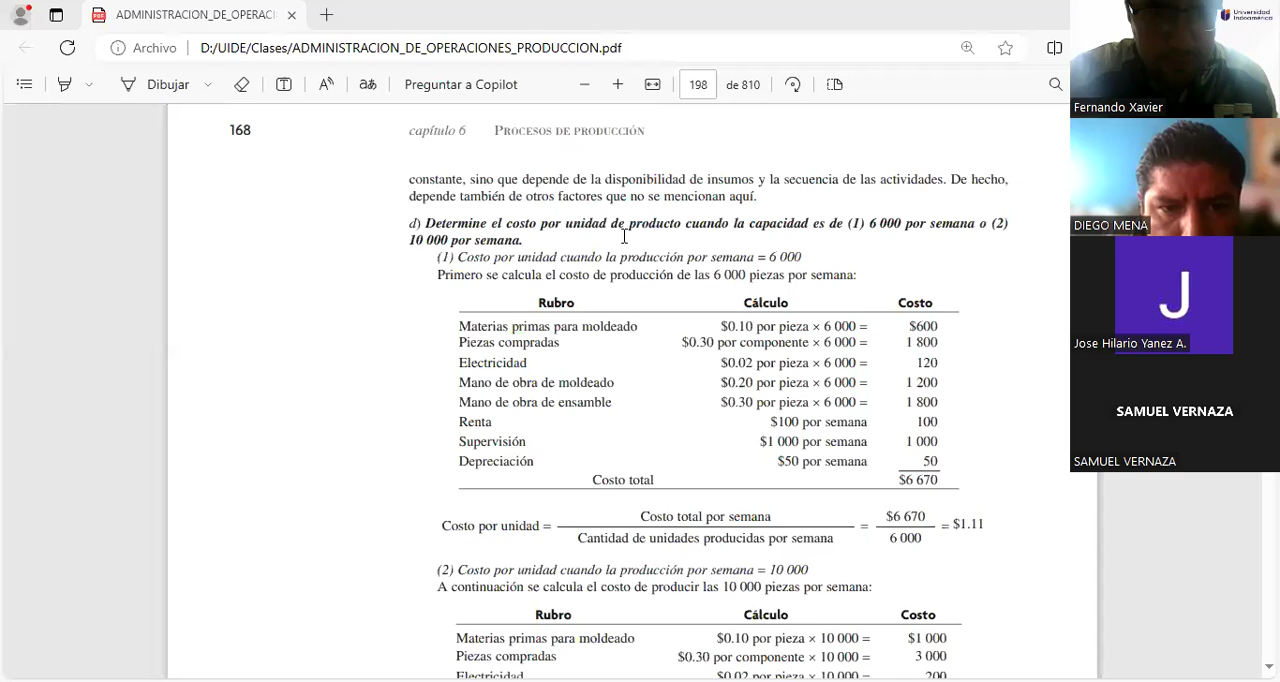 ADMINISTRACION_DE_OPERACI
Archivo D:/UIDE/Clases/ADMINISTRACION_DE_OPERACIONES_PRODUCCION.pdf
Dibujar Preguntar a Copilot 198 de 810
168 capítulo 6 PROCESOS DE PRODUCCIÓN
constante, sino que depende de la disponibilidad de insumos y la secuencia de las actividades. De hecho,
depende también de otros factores que no se mencionan aquí.
d) Determine el costo por unidad de producto cuando la capacidad es de (1) 6 000 por semana o (2)
10 000 por semana.
(1) Costo por unidad cuando la producción por semana = 6 000
Primero se calcula el costo de producción de las 6 000 piezas por semana:
Rubro Cálculo Costo
Materias primas para moldeado $0.10 por pieza × 6 000 = $600
Piezas compradas $0.30 por componente × 6 000 = 1 800
Electricidad $0.02 por pieza × 6 000 = 120
Mano de obra de moldeado $0.20 por pieza × 6 000 = 1 200
Mano de obra de ensamble $0.30 por pieza × 6 000 = 1 800
Renta $100 por semana 100
Supervisión $1 000 por semana 1 000
Depreciación $50 por semana 50
Costo total $6 670
Costo por unidad = Costo total por semana / Cantidad de unidades producidas por semana = $6 670 / 6 000 = $1.11
(2) Costo por unidad cuando la producción por semana = 10 000
A continuación se calcula el costo de producir las 10 000 piezas por semana:
Rubro Cálculo Costo
Materias primas para moldeado $0.10 por pieza × 10 000 = $1 000
Piezas compradas $0.30 por componente × 10 000 = 3 000
Electricidad $0.02 por pieza × 10 000 = 200
Universidad
Indoamérica
Fernando Xavier
DIEGO MENA
J
Jose Hilario Yanez A.
SAMUEL VERNAZA
SAMUEL VERNAZA